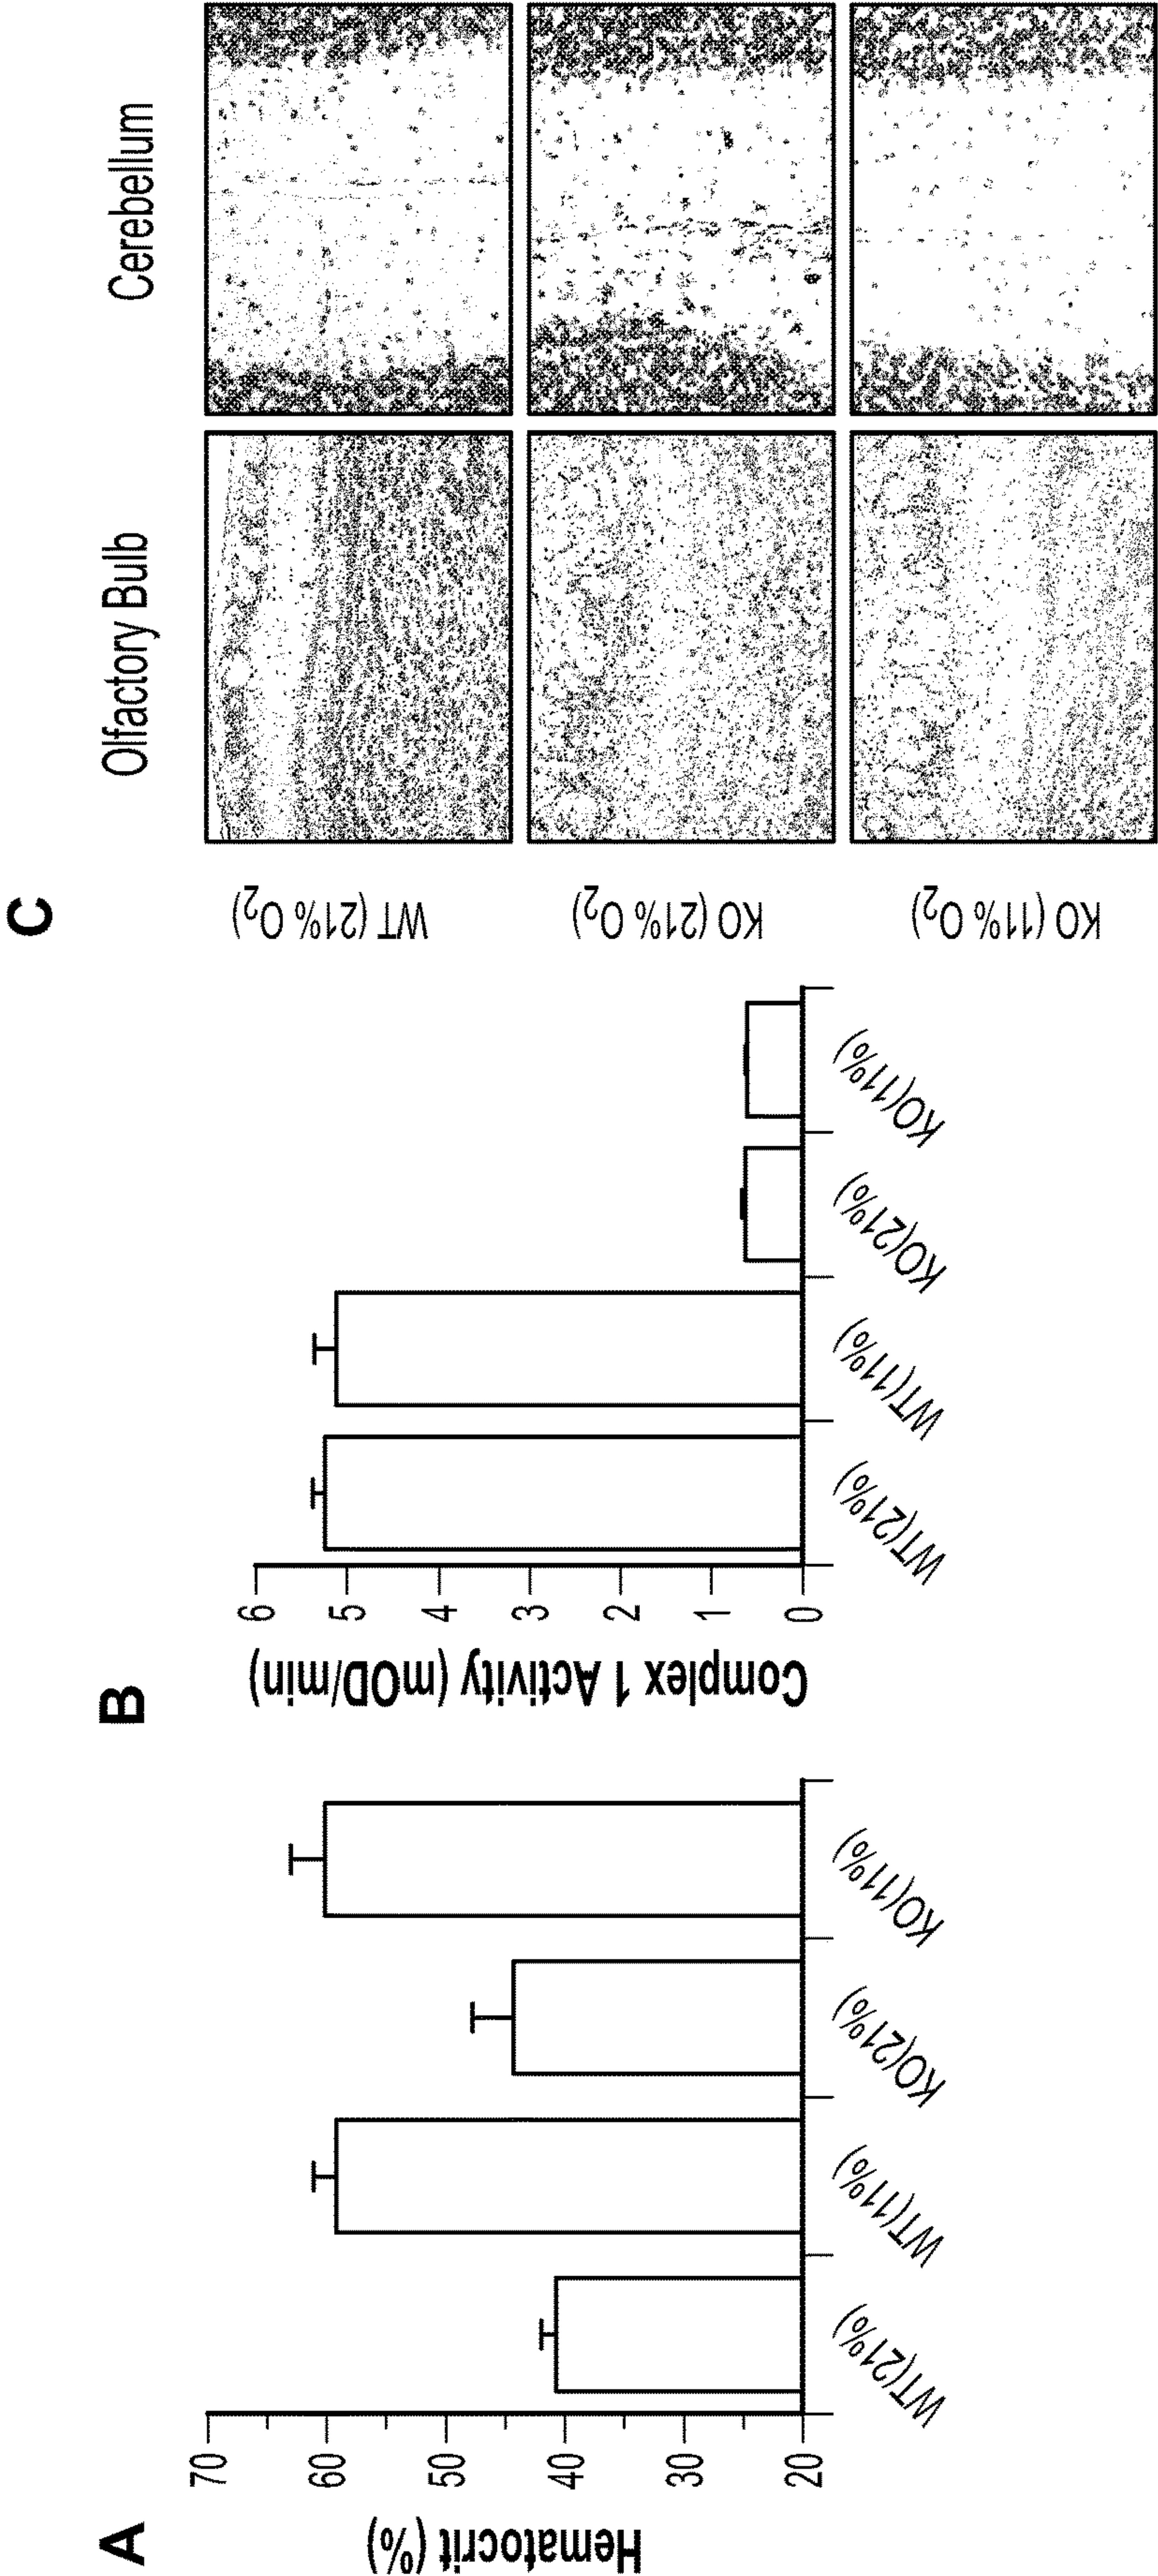 A
Hematocrit (%)
70
60
50
40
30
20
WT(21%)
WT(11%)
KO(21%)
KO(11%)
B
Complex 1 Activity (mOD/min)
6
5
4
3
2
1
0
WT(21%)
WT(11%)
KO(21%)
KO(11%)
C
Olfactory Bulb
Cerebellum
WT (21% O₂)
KO (21% O₂)
KO (11% O₂)